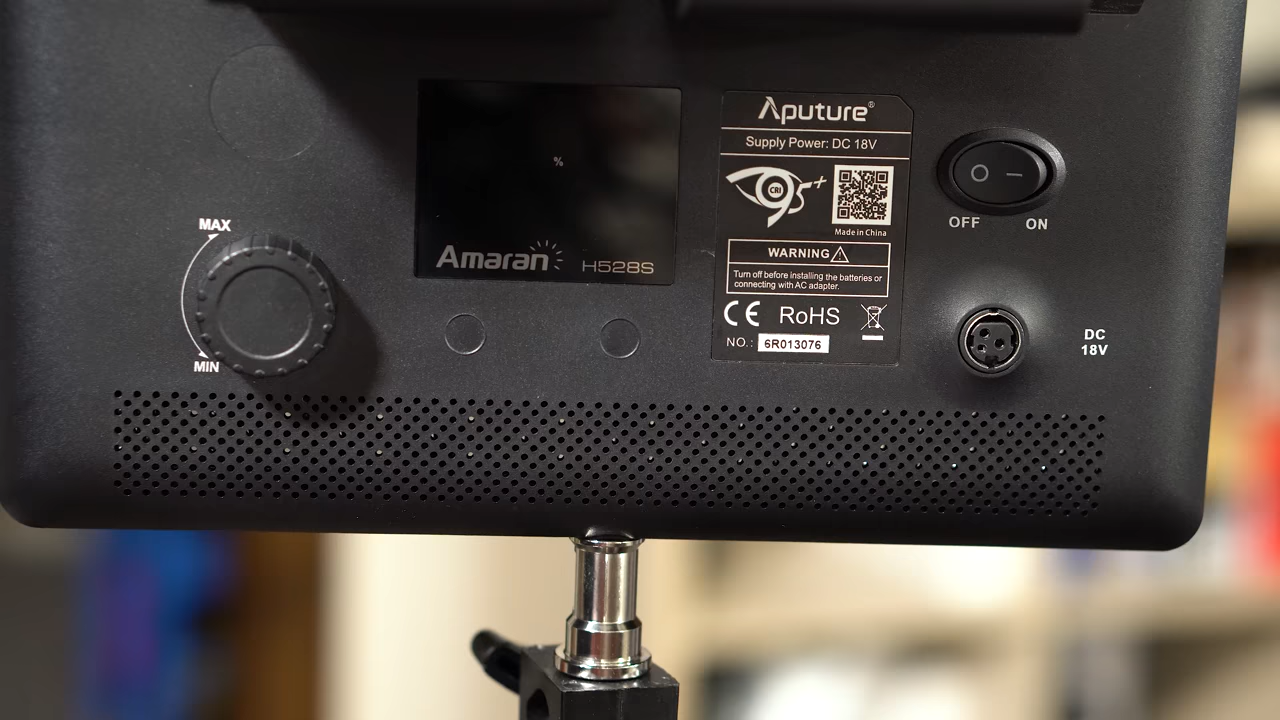 MAX
MIN
%
Amaran H528S
Aputure®
Supply Power: DC 18V
CRI
95+
Made in China
WARNING
Turn off before installing the batteries or
connecting with AC adapter.
CE RoHS
NO.: 6R013076
O —
OFF ON
DC
18V